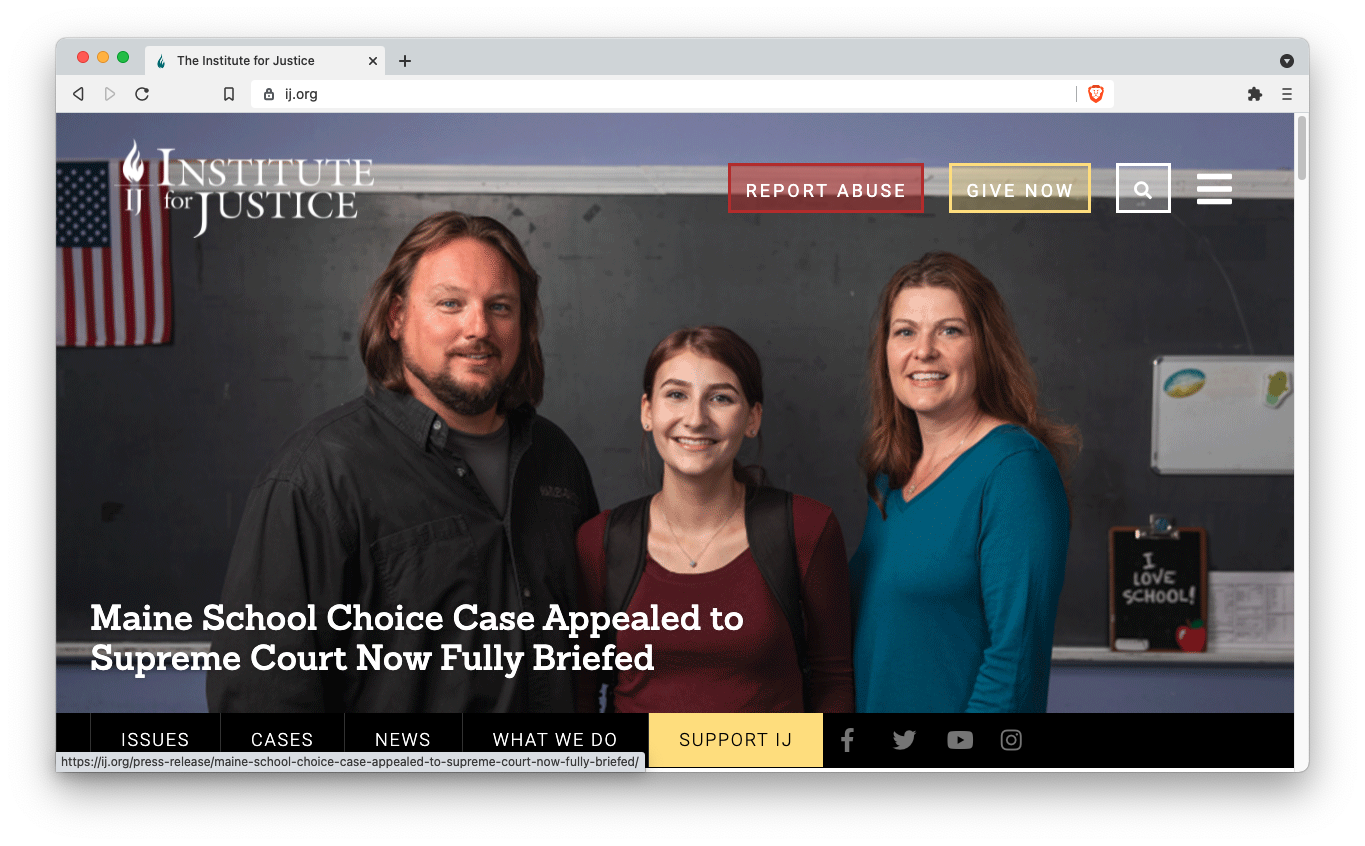 The Institute for Justice
ij.org
INSTITUTE
IJ for JUSTICE
REPORT ABUSE
GIVE NOW
I
LOVE
SCHOOL!
Maine School Choice Case Appealed to
Supreme Court Now Fully Briefed
ISSUES
CASES
NEWS
WHAT WE DO
SUPPORT IJ
https://ij.org/press-release/maine-school-choice-case-appealed-to-supreme-court-now-fully-briefed/